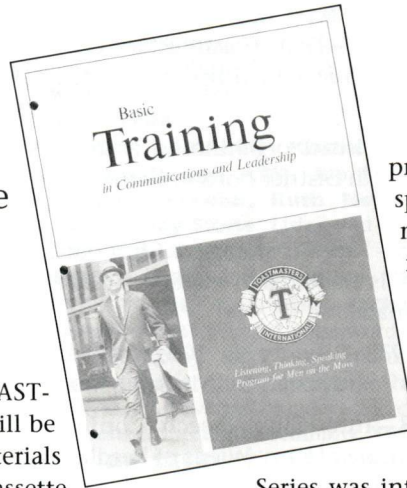 Basic
Training
in Communications and Leadership
TOASTMASTERS
T
INTERNATIONAL
Listening, Thinking, Speaking
Program for Men on the Move
AST-
ill be
terials
assette
pr
sp
Series was int